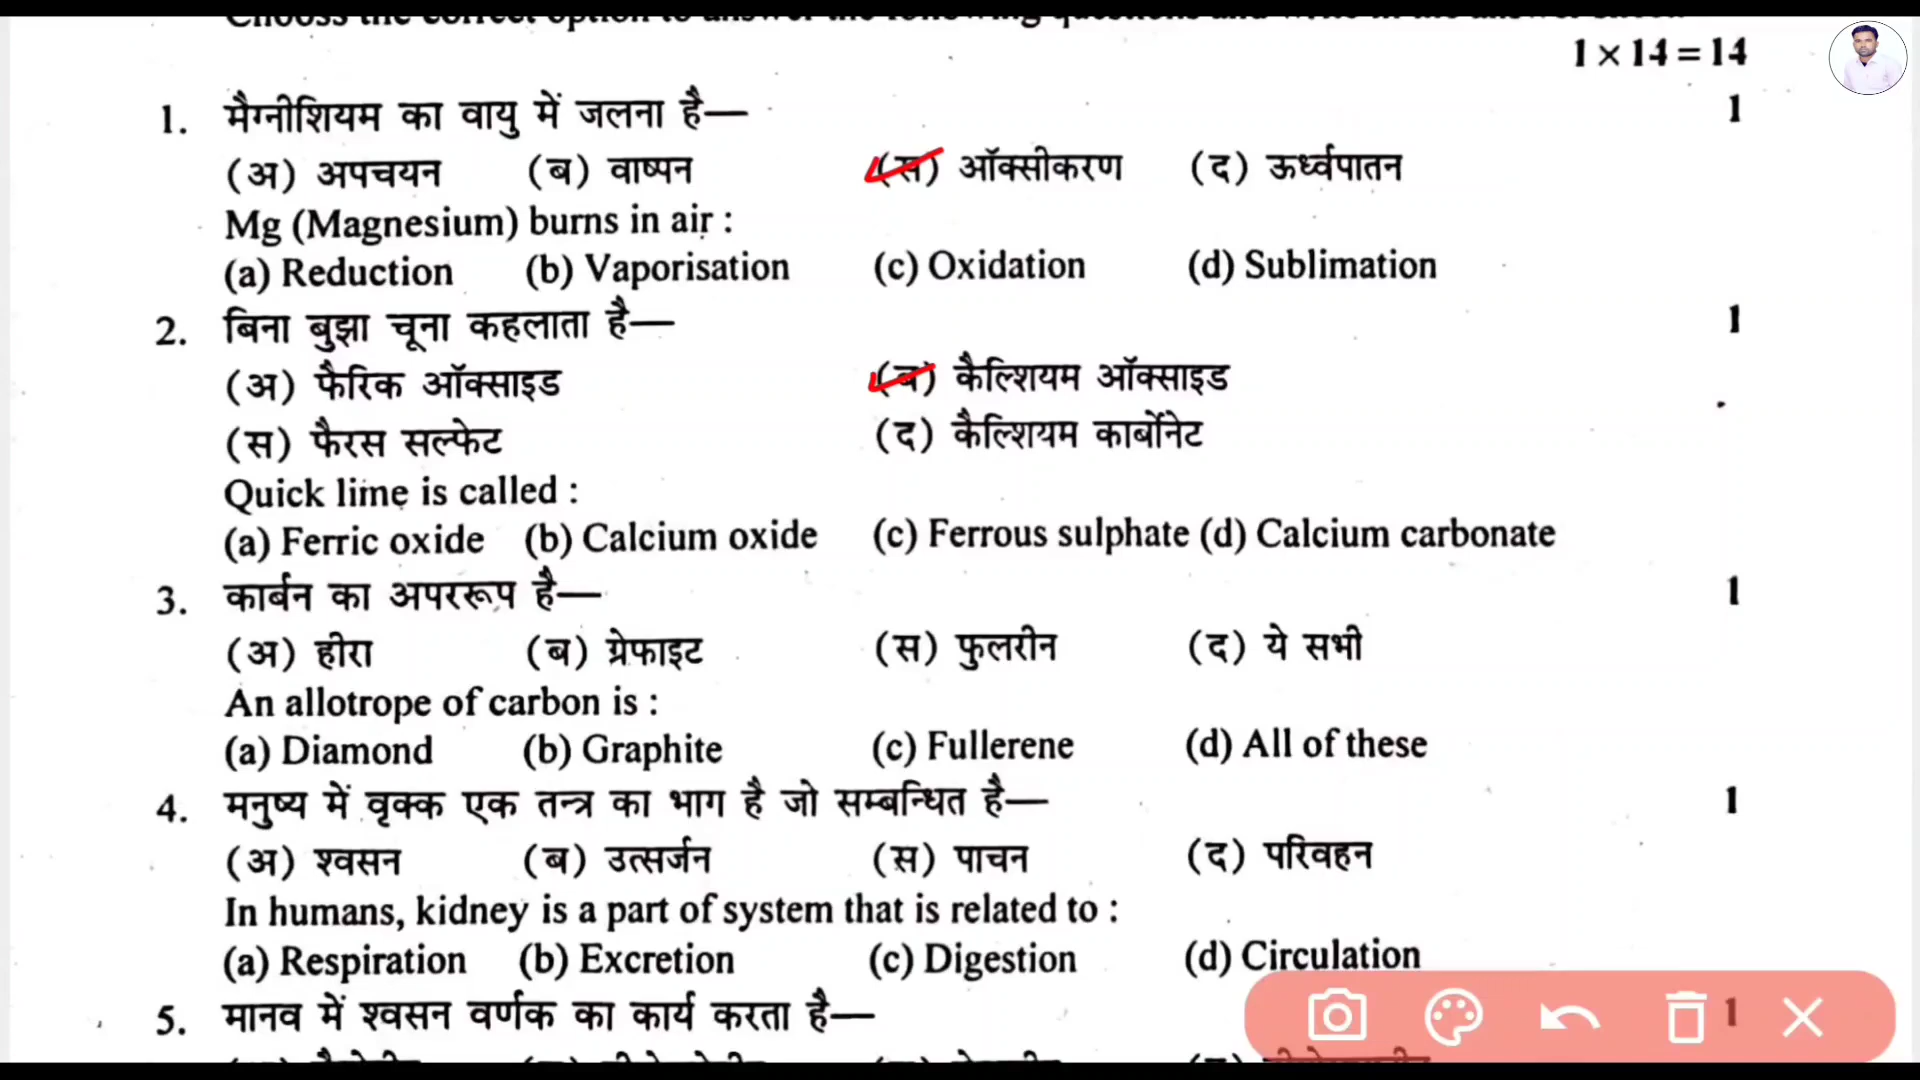 1 × 14 = 14
1. मैग्नीशियम का वायु में जलना है— 1
(अ) अपचयन (ब) वाष्पन (स) ऑक्सीकरण (द) ऊर्ध्वपातन
Mg (Magnesium) burns in air :
(a) Reduction (b) Vaporisation (c) Oxidation (d) Sublimation
2. बिना बुझा चूना कहलाता है— 1
(अ) फैरिक ऑक्साइड (ब) कैल्शियम ऑक्साइड
(स) फैरस सल्फेट (द) कैल्शियम कार्बोनेट
Quick lime is called :
(a) Ferric oxide (b) Calcium oxide (c) Ferrous sulphate (d) Calcium carbonate
3. कार्बन का अपररूप है— 1
(अ) हीरा (ब) ग्रेफाइट (स) फुलरीन (द) ये सभी
An allotrope of carbon is :
(a) Diamond (b) Graphite (c) Fullerene (d) All of these
4. मनुष्य में वृक्क एक तन्त्र का भाग है जो सम्बन्धित है— 1
(अ) श्वसन (ब) उत्सर्जन (स) पाचन (द) परिवहन
In humans, kidney is a part of system that is related to :
(a) Respiration (b) Excretion (c) Digestion (d) Circulation
5. मानव में श्वसन वर्णक का कार्य करता है— 1